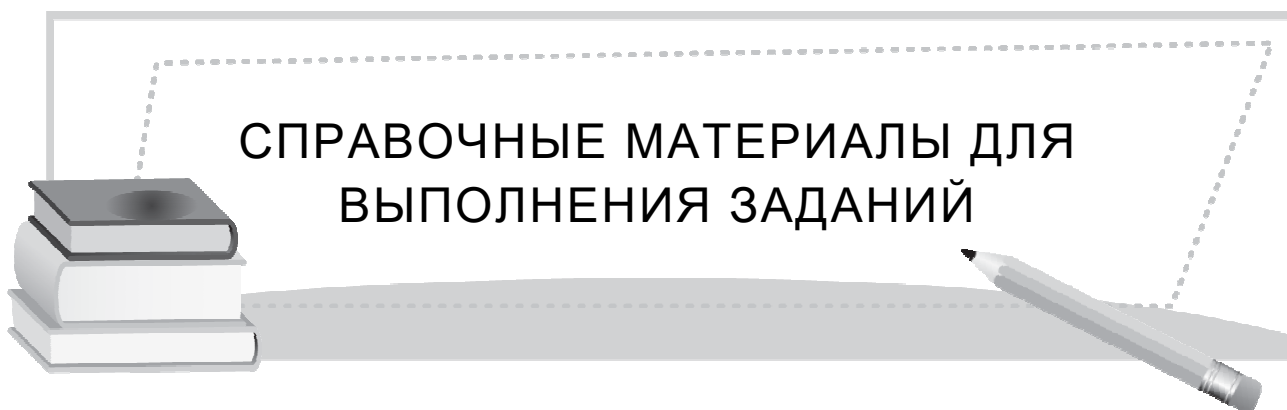 СПРАВОЧНЫЕ МАТЕРИАЛЫ ДЛЯ
ВЫПОЛНЕНИЯ ЗАДАНИЙ